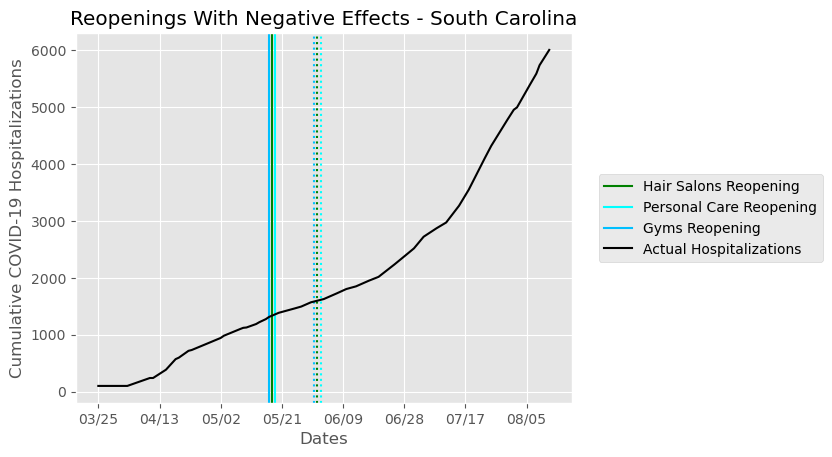 Reopenings With Negative Effects - South Carolina
Cumulative COVID-19 Hospitalizations
6000
5000
4000
3000
2000
1000
0
03/25 04/13 05/02 05/21 06/09 06/28 07/17 08/05
Dates
Hair Salons Reopening
Personal Care Reopening
Gyms Reopening
Actual Hospitalizations